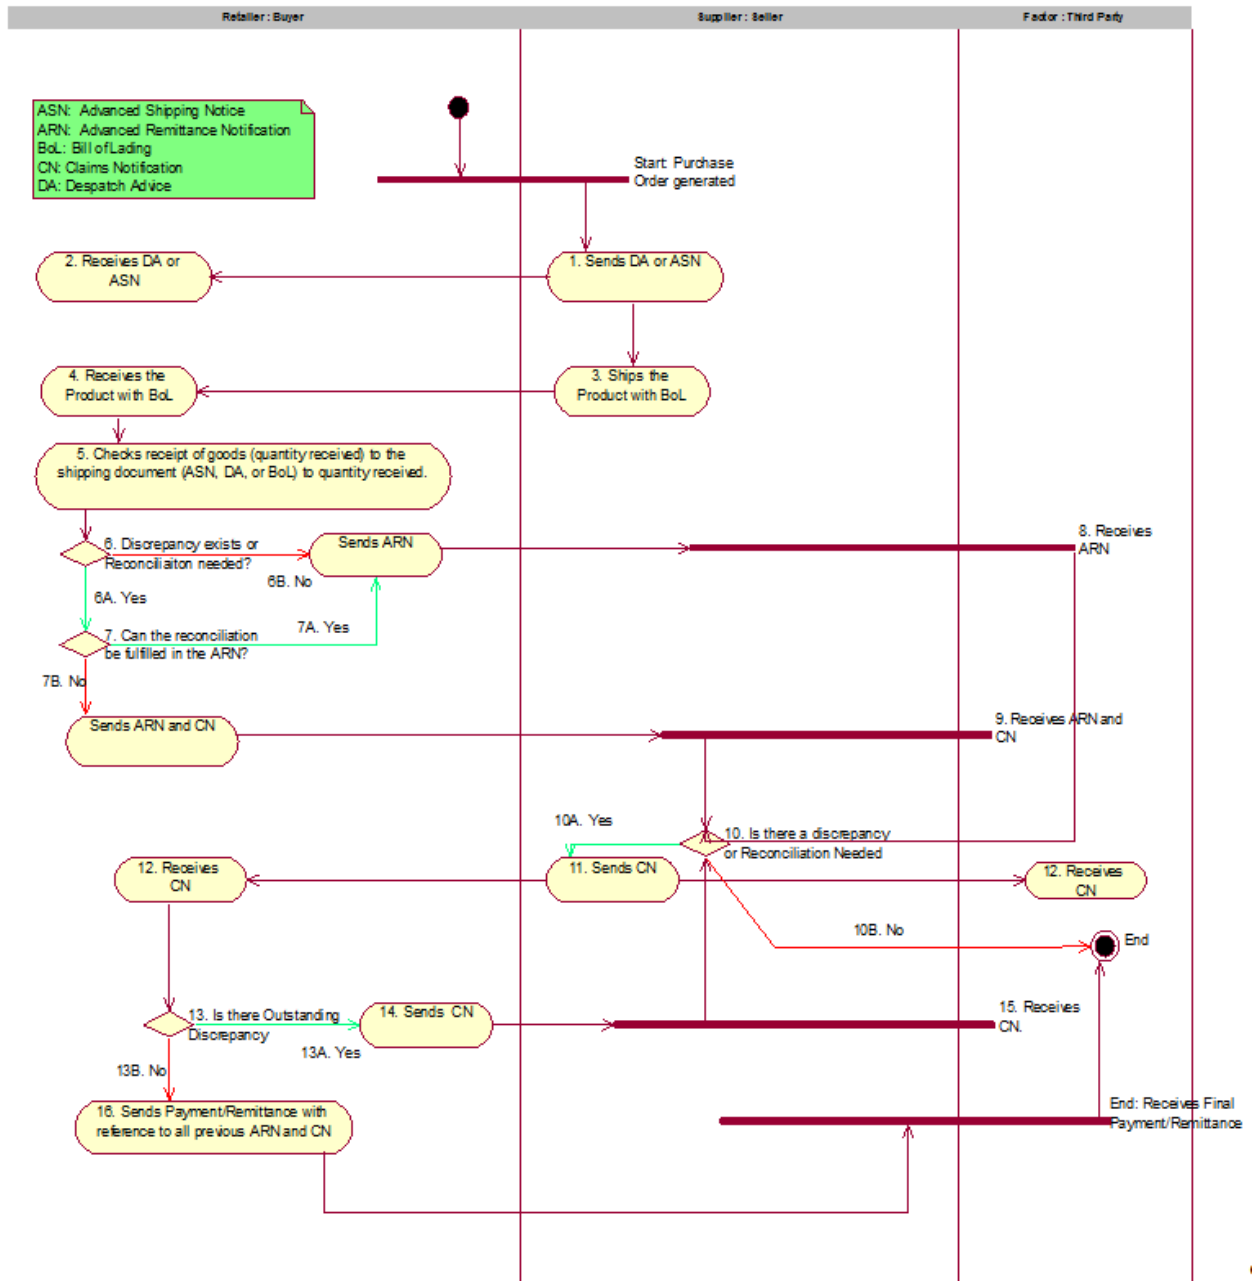 Retailer : Buyer
Supplier : Seller
Factor : Third Party
ASN:  Advanced Shipping Notice
ARN:  Advanced Remittance Notification
BoL: Bill of Lading
CN: Claims Notification
DA: Despatch Advice
Start: Purchase
Order generated
2. Receives DA or
ASN
1. Sends DA or ASN
4. Receives the
Product with BoL
3. Ships the
Product with BoL
5. Checks receipt of goods (quantity received) to the
shipping document (ASN, DA, or BoL) to quantity received.
6. Discrepancy exists or
Reconciliaiton needed?
Sends ARN
8. Receives
ARN
6B. No
6A. Yes
7A. Yes
7. Can the reconciliation
be fulfilled in the ARN?
7B. No
Sends ARN and CN
9. Receives ARN and
CN
10A. Yes
10. Is there a discrepancy
or Reconciliation Needed
12. Receives
CN
11. Sends CN
12. Receives
CN
10B. No
End
13. Is there Outstanding
Discrepancy
14. Sends  CN
15. Receives
CN.
13A. Yes
13B. No
16. Sends Payment/Remittance with
reference to all previous ARN and CN
End: Receives Final
Payment/Remittance